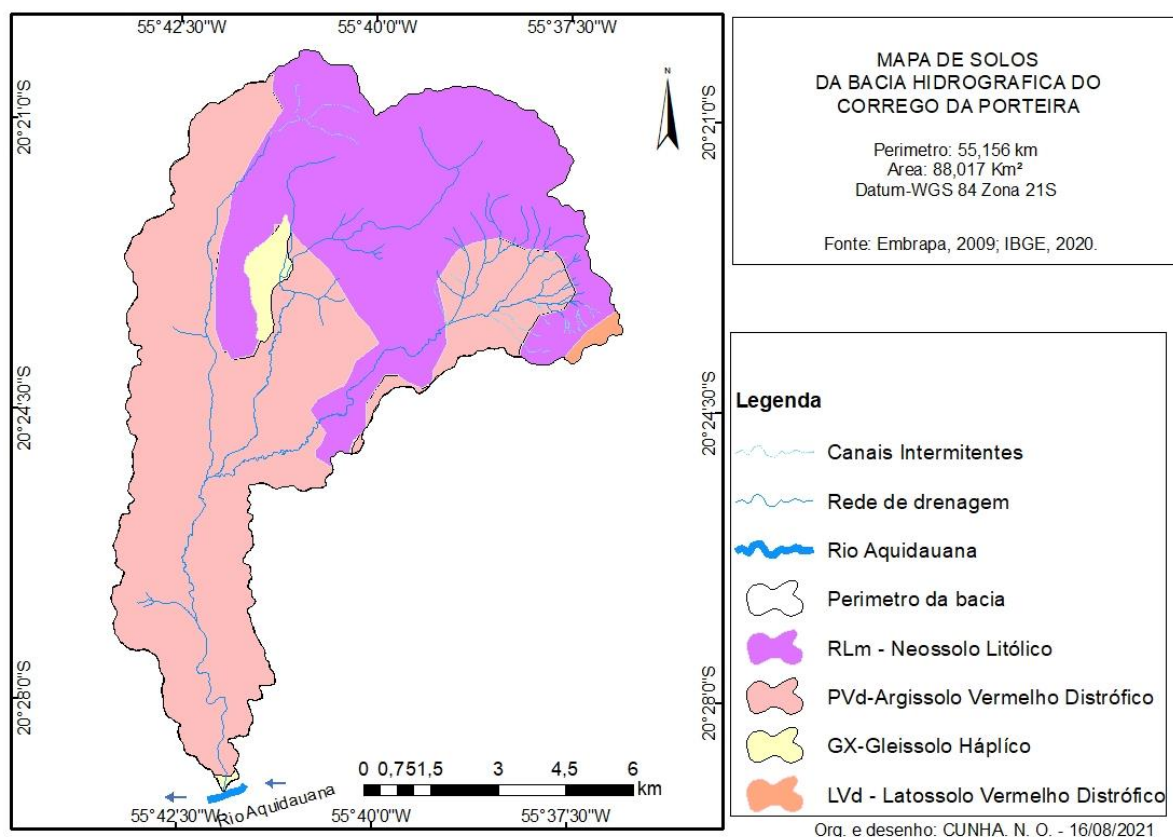 55°42'30"W 55°40'0"W 55°37'30"W
20°21'0"S
20°24'30"S
20°28'0"S
20°21'0"S
20°24'30"S
20°28'0"S
N
0 0,75 1,5 3 4,5 6
km
Rio Aquidauana
55°42'30"W 55°40'0"W 55°37'30"W
MAPA DE SOLOS
DA BACIA HIDROGRAFICA DO
CORREGO DA PORTEIRA
Perimetro: 55,156 km
Area: 88,017 Km²
Datum-WGS 84 Zona 21S
Fonte: Embrapa, 2009; IBGE, 2020.
Legenda
Canais Intermitentes
Rede de drenagem
Rio Aquidauana
Perimetro da bacia
RLm - Neossolo Litólico
PVd-Argissolo Vermelho Distrófico
GX-Gleissolo Háplíco
LVd - Latossolo Vermelho Distrófico
Org. e desenho: CUNHA. N. O. - 16/08/2021